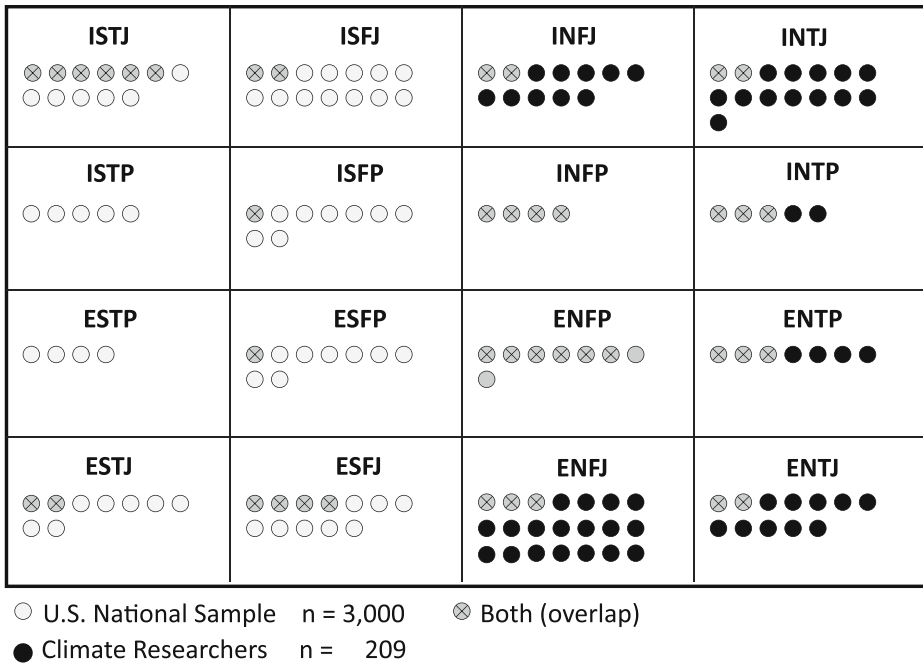 ISTJ ISFJ INFJ INTJ
ISTP ISFP INFP INTP
ESTP ESFP ENFP ENTP
ESTJ ESFJ ENFJ ENTJ
U.S. National Sample n = 3,000 Both (overlap)
Climate Researchers n = 209